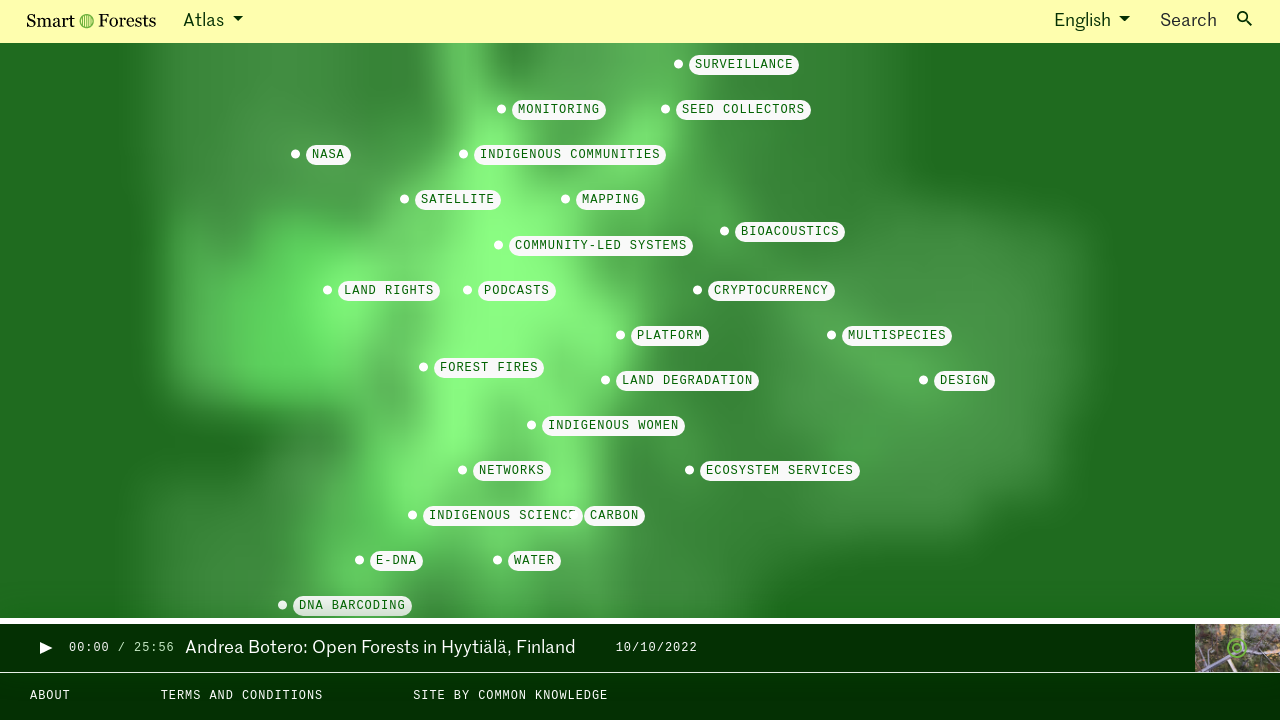 Smart Forests
Atlas
English
Search
SURVEILLANCE
MONITORING
SEED COLLECTORS
NASA
INDIGENOUS COMMUNITIES
SATELLITE
MAPPING
BIOACOUSTICS
COMMUNITY-LED SYSTEMS
LAND RIGHTS
PODCASTS
CRYPTOCURRENCY
PLATFORM
MULTISPECIES
FOREST FIRES
LAND DEGRADATION
DESIGN
INDIGENOUS WOMEN
NETWORKS
ECOSYSTEM SERVICES
INDIGENOUS SCIENCE
CARBON
E-DNA
WATER
DNA BARCODING
00:00 / 25:56 Andrea Botero: Open Forests in Hyytiälä, Finland 10/10/2022
ABOUT
TERMS AND CONDITIONS
SITE BY COMMON KNOWLEDGE